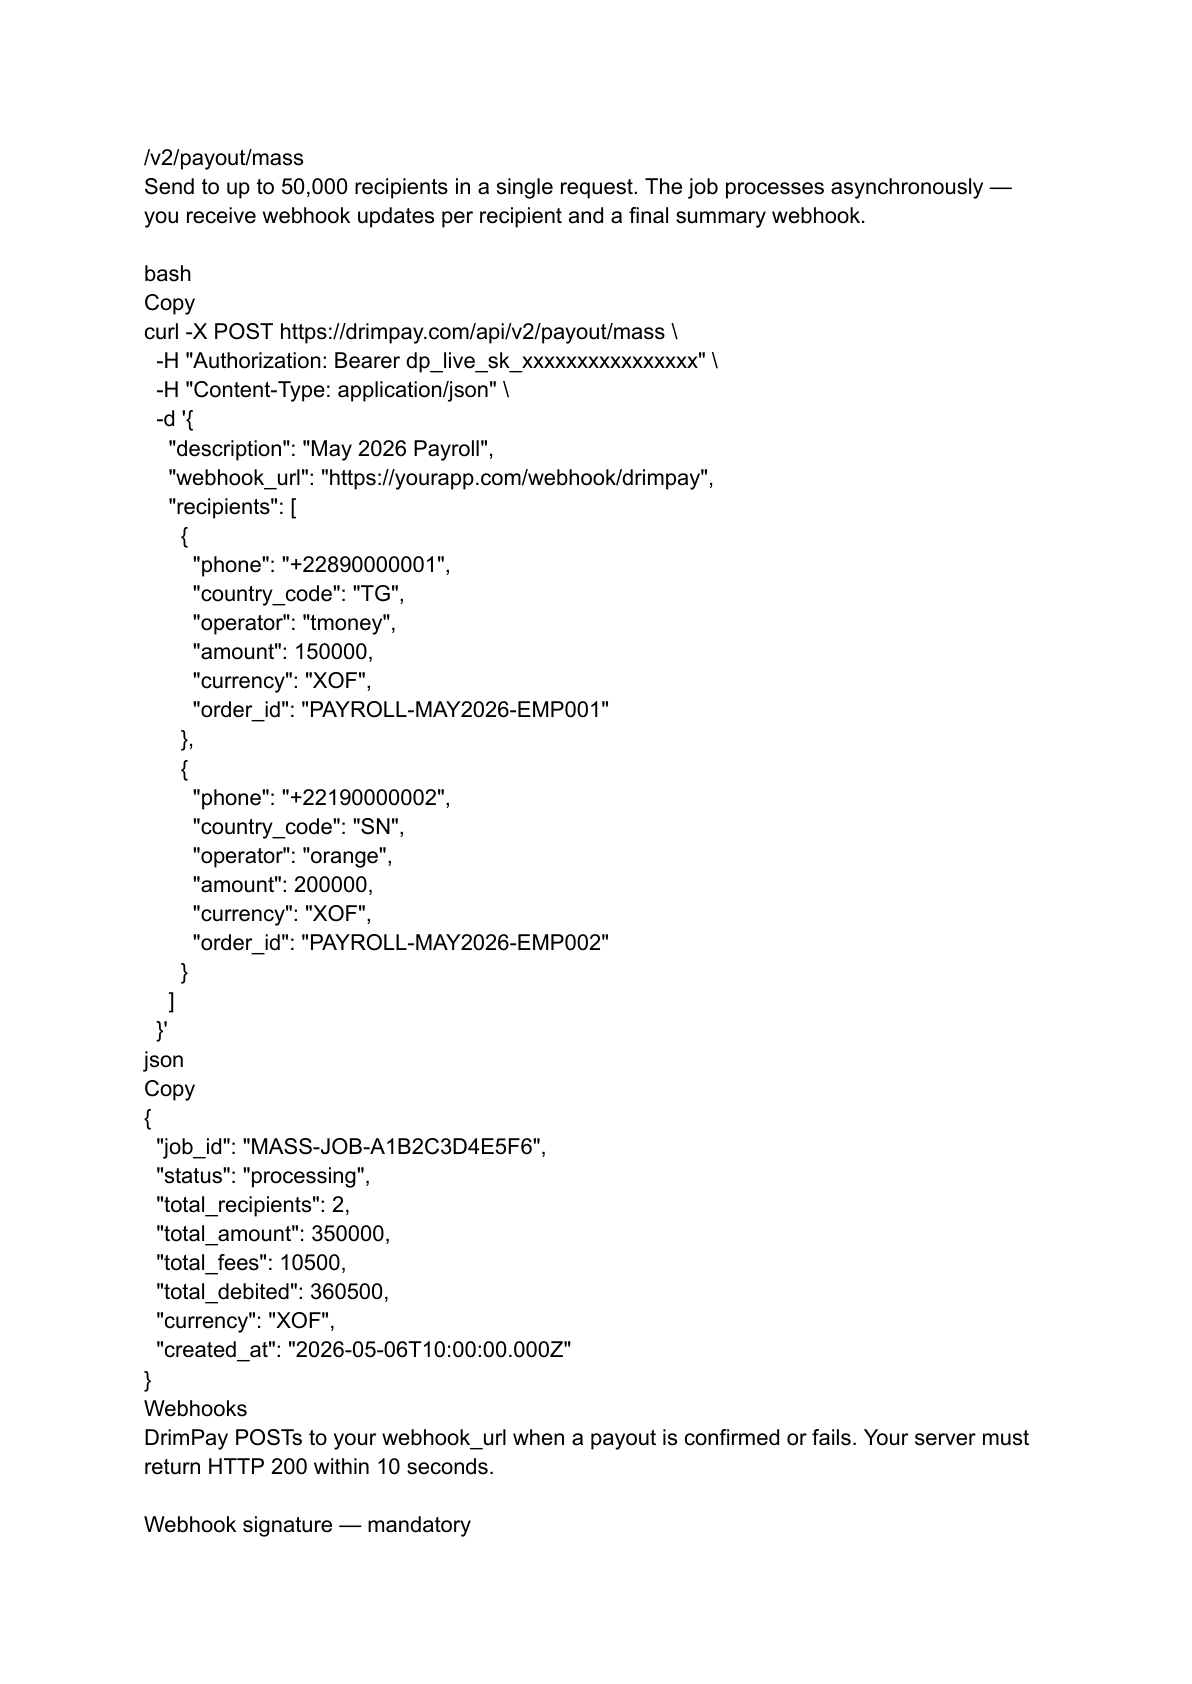 /v2/payout/mass
Send to up to 50,000 recipients in a single request. The job processes asynchronously —
you receive webhook updates per recipient and a final summary webhook.

bash
Copy
curl -X POST https://drimpay.com/api/v2/payout/mass \
  -H "Authorization: Bearer dp_live_sk_xxxxxxxxxxxxxxxx" \
  -H "Content-Type: application/json" \
  -d '{
    "description": "May 2026 Payroll",
    "webhook_url": "https://yourapp.com/webhook/drimpay",
    "recipients": [
      {
        "phone": "+22890000001",
        "country_code": "TG",
        "operator": "tmoney",
        "amount": 150000,
        "currency": "XOF",
        "order_id": "PAYROLL-MAY2026-EMP001"
      },
      {
        "phone": "+22190000002",
        "country_code": "SN",
        "operator": "orange",
        "amount": 200000,
        "currency": "XOF",
        "order_id": "PAYROLL-MAY2026-EMP002"
      }
    ]
  }'
json
Copy
{
  "job_id": "MASS-JOB-A1B2C3D4E5F6",
  "status": "processing",
  "total_recipients": 2,
  "total_amount": 350000,
  "total_fees": 10500,
  "total_debited": 360500,
  "currency": "XOF",
  "created_at": "2026-05-06T10:00:00.000Z"
}
Webhooks
DrimPay POSTs to your webhook_url when a payout is confirmed or fails. Your server must
return HTTP 200 within 10 seconds.

Webhook signature — mandatory